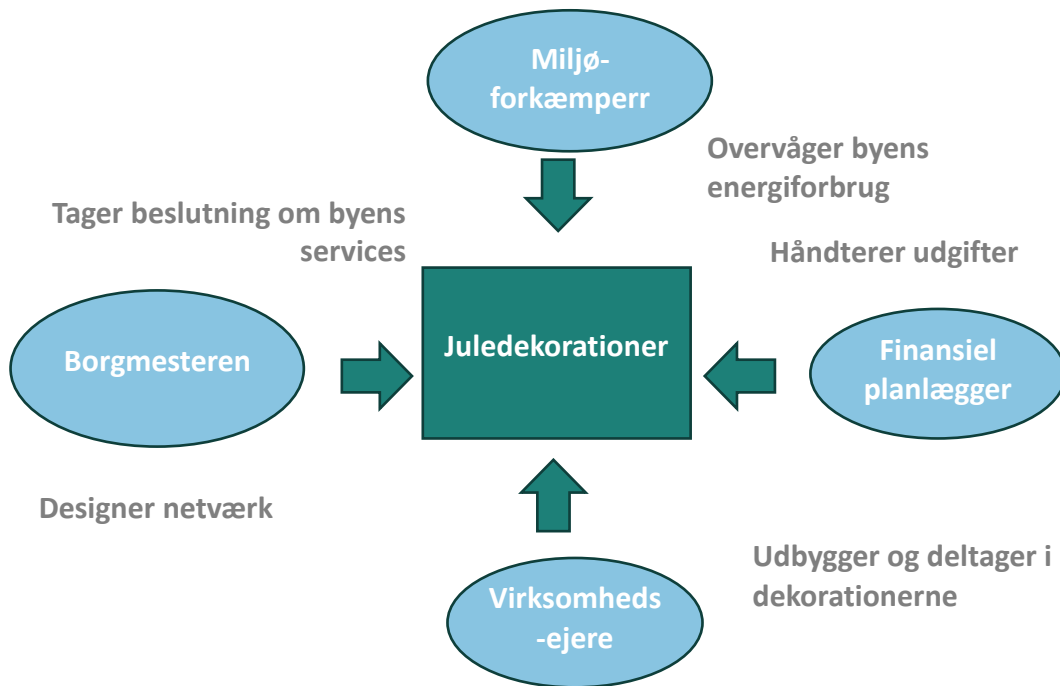 Miljø-
forkæmperr
Overvåger byens
energiforbrug
Tager beslutning om byens
services
Håndterer udgifter
Borgmesteren
Juledekorationer
Finansiel
planlægger
Designer netværk
Udbygger og deltager i
dekorationerne
Virksomheds
-ejere